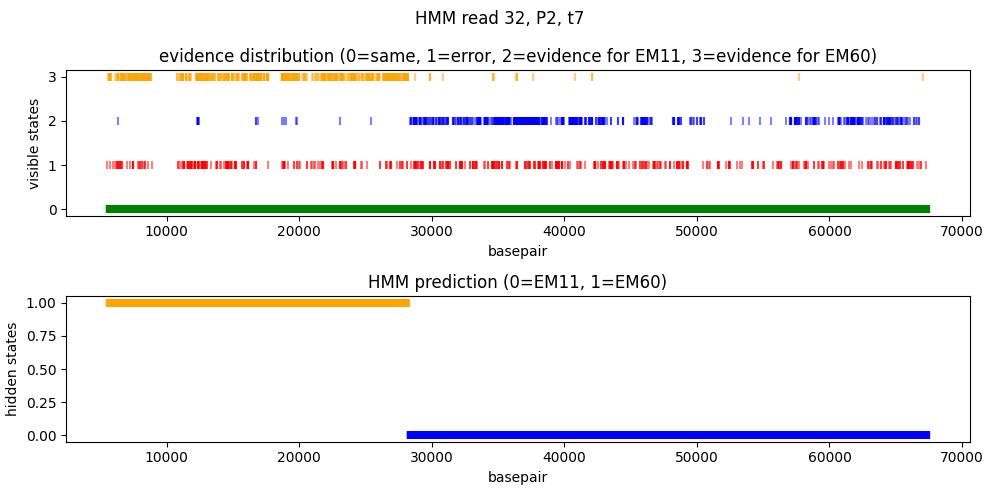 HMM read 32, P2, t7
evidence distribution (0=same, 1=error, 2=evidence for EM11, 3=evidence for EM60)
visible states
3
2
1
0
10000 20000 30000 40000 50000 60000 70000
basepair
HMM prediction (0=EM11, 1=EM60)
hidden states
1.00
0.75
0.50
0.25
0.00
10000 20000 30000 40000 50000 60000 70000
basepair